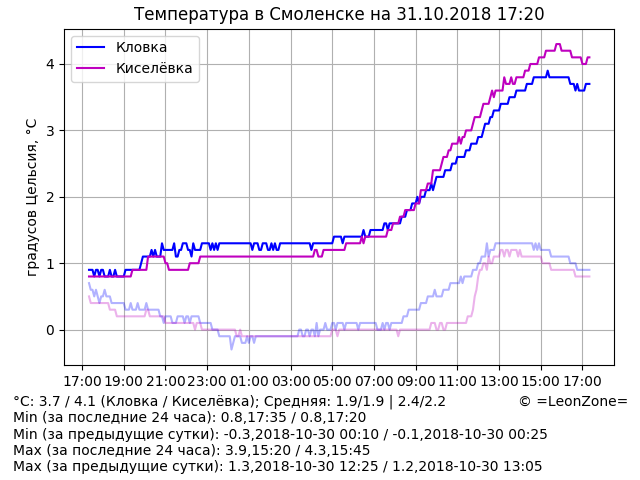 Температура в Смоленске на 31.10.2018 17:20
Кловка
Киселёвка
градусов Цельсия, °C
4
3
2
1
0
17:00 19:00 21:00 23:00 01:00 03:00 05:00 07:00 09:00 11:00 13:00 15:00 17:00
°C: 3.7 / 4.1 (Кловка / Киселёвка); Средняя: 1.9/1.9 | 2.4/2.2 © =LeonZone=
Min (за последние 24 часа): 0.8,17:35 / 0.8,17:20
Min (за предыдущие сутки): -0.3,2018-10-30 00:10 / -0.1,2018-10-30 00:25
Max (за последние 24 часа): 3.9,15:20 / 4.3,15:45
Max (за предыдущие сутки): 1.3,2018-10-30 12:25 / 1.2,2018-10-30 13:05